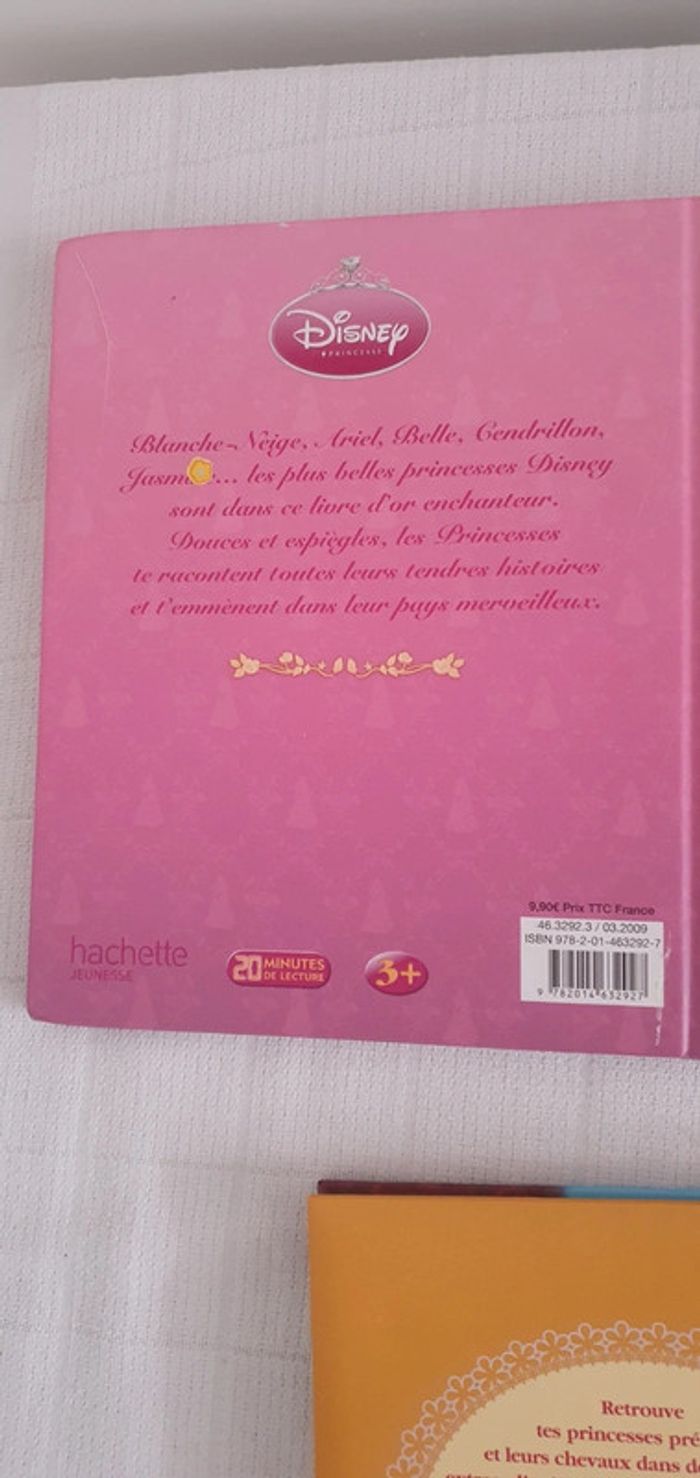 Disney
PRINCESSE
Blanche-Neige, Ariel, Belle, Cendrillon,
... les plus belles princesses Disney
sont dans ce livre d'or enchanteur.
Douces et espiègles, les Princesses
te racontent toutes leurs tendres histoires
et t'emmènent dans leur pays merveilleux.
9,90€ Prix TTC France
46.3292.3 / 03.2009
ISBN 978-2-01-463292-7
9 782014 632927
hachette
JEUNESSE
20 MINUTES
DE LECTURE
3+
Retrouve
tes princesses pré
et leurs chevaux dans d